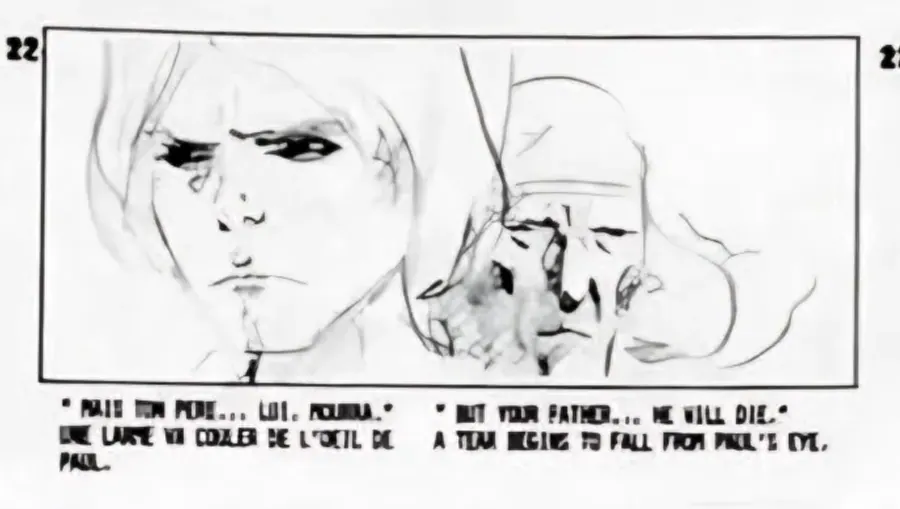 22
" MAIS TON PERE... LUI, MOURRA."
UNE LARME VA COULER DE L'OEIL DE
PAUL.
" BUT YOUR FATHER... HE WILL DIE."
A TEAR BEGINS TO FALL FROM PAUL'S EYE.